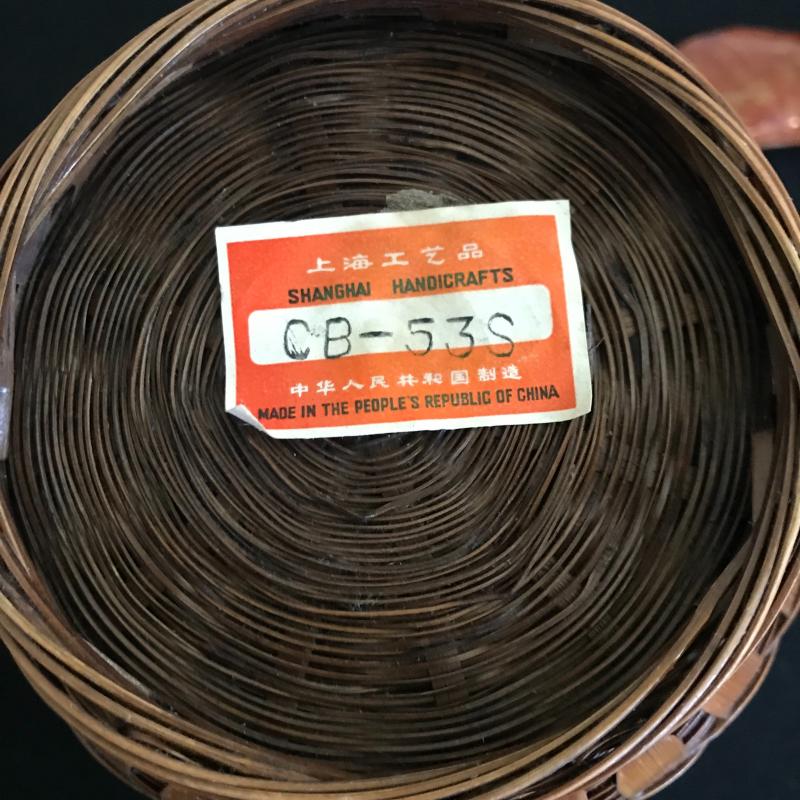 上海工艺品
SHANGHAI HANDICRAFTS
CB-53S
中华人民共和国制造
MADE IN THE PEOPLE'S REPUBLIC OF CHINA